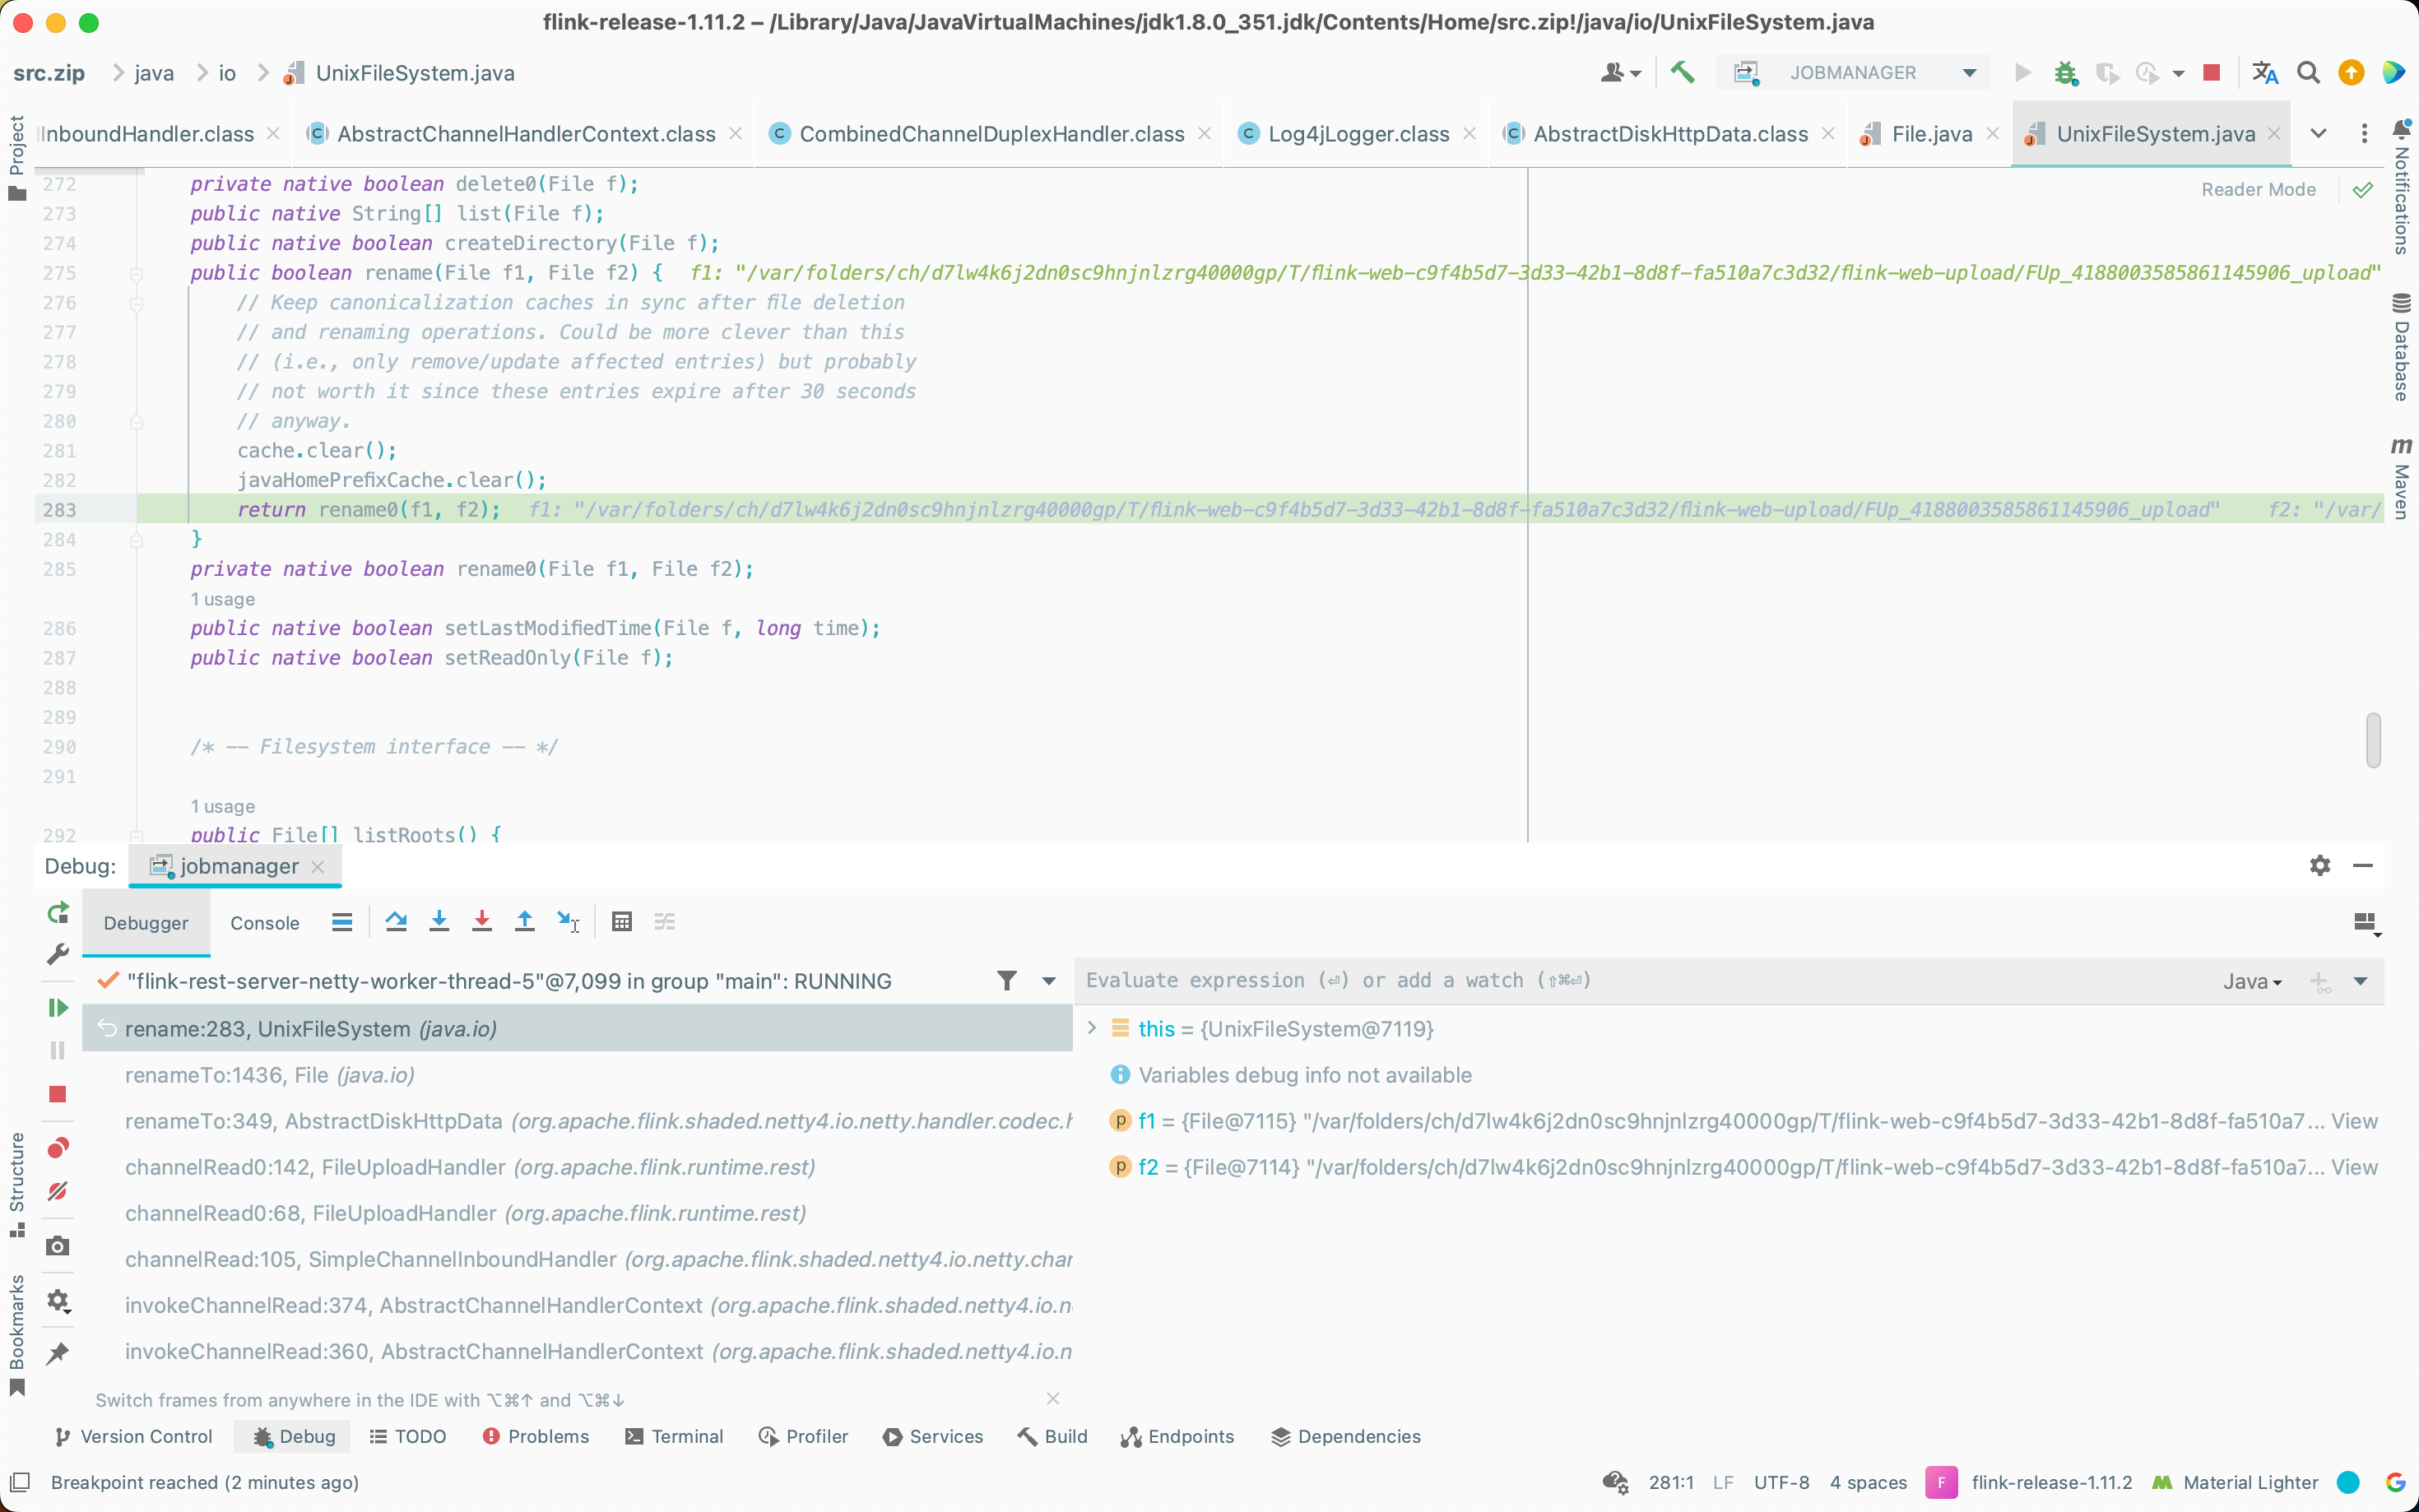 flink-release-1.11.2 – /Library/Java/JavaVirtualMachines/jdk1.8.0_351.jdk/Contents/Home/src.zip!/java/io/UnixFileSystem.java
src.zip java io UnixFileSystem.java JOBMANAGER
InboundHandler.class AbstractChannelHandlerContext.class CombinedChannelDuplexHandler.class Log4jLogger.class AbstractDiskHttpData.class File.java UnixFileSystem.java
Project
Notifications
Database
Maven
Structure
Bookmarks
Reader Mode
272 private native boolean delete0(File f);
273 public native String[] list(File f);
274 public native boolean createDirectory(File f);
275 public boolean rename(File f1, File f2) { f1: "/var/folders/ch/d7lw4k6j2dn0sc9hnjnlzrg40000gp/T/flink-web-c9f4b5d7-3d33-42b1-8d8f-fa510a7c3d32/flink-web-upload/FUp_4188003585861145906_upload"
276 // Keep canonicalization caches in sync after file deletion
277 // and renaming operations. Could be more clever than this
278 // (i.e., only remove/update affected entries) but probably
279 // not worth it since these entries expire after 30 seconds
280 // anyway.
281 cache.clear();
282 javaHomePrefixCache.clear();
283 return rename0(f1, f2); f1: "/var/folders/ch/d7lw4k6j2dn0sc9hnjnlzrg40000gp/T/flink-web-c9f4b5d7-3d33-42b1-8d8f-fa510a7c3d32/flink-web-upload/FUp_4188003585861145906_upload" f2: "/var/
284 }
285 private native boolean rename0(File f1, File f2);
1 usage
286 public native boolean setLastModifiedTime(File f, long time);
287 public native boolean setReadOnly(File f);
288
289
290 /* -- Filesystem interface -- */
291
1 usage
292 public File[] listRoots() {
Debug: jobmanager
Debugger Console
"flink-rest-server-netty-worker-thread-5"@7,099 in group "main": RUNNING
Evaluate expression (⏎) or add a watch (⇧⌘⏎) Java
rename:283, UnixFileSystem (java.io)
renameTo:1436, File (java.io)
renameTo:349, AbstractDiskHttpData (org.apache.flink.shaded.netty4.io.netty.handler.codec.h
channelRead0:142, FileUploadHandler (org.apache.flink.runtime.rest)
channelRead0:68, FileUploadHandler (org.apache.flink.runtime.rest)
channelRead:105, SimpleChannelInboundHandler (org.apache.flink.shaded.netty4.io.netty.char
invokeChannelRead:374, AbstractChannelHandlerContext (org.apache.flink.shaded.netty4.io.n
invokeChannelRead:360, AbstractChannelHandlerContext (org.apache.flink.shaded.netty4.io.n
this = {UnixFileSystem@7119}
Variables debug info not available
f1 = {File@7115} "/var/folders/ch/d7lw4k6j2dn0sc9hnjnlzrg40000gp/T/flink-web-c9f4b5d7-3d33-42b1-8d8f-fa510a7... View
f2 = {File@7114} "/var/folders/ch/d7lw4k6j2dn0sc9hnjnlzrg40000gp/T/flink-web-c9f4b5d7-3d33-42b1-8d8f-fa510a7... View
Switch frames from anywhere in the IDE with ⌥⌘↑ and ⌥⌘↓
Version Control Debug TODO Problems Terminal Profiler Services Build Endpoints Dependencies
Breakpoint reached (2 minutes ago) 281:1 LF UTF-8 4 spaces F flink-release-1.11.2 Material Lighter